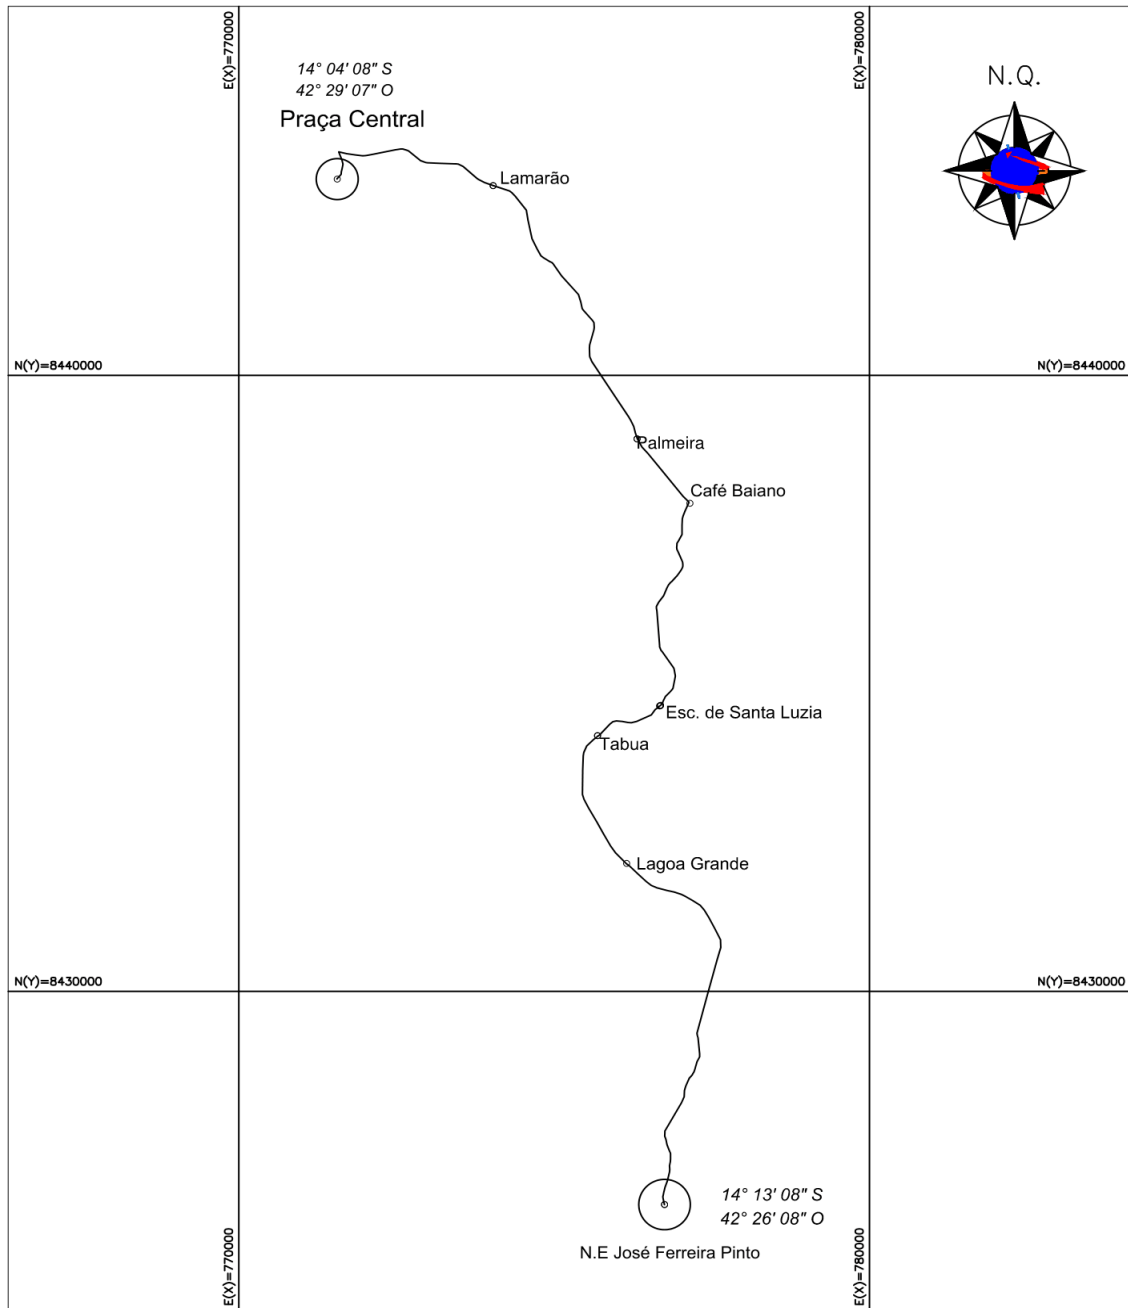 E(X)=770000
E(X)=780000
14° 04' 08" S
42° 29' 07" O
Praça Central
N.Q.
Lamarão
N(Y)=8440000
N(Y)=8440000
Palmeira
Café Baiano
Esc. de Santa Luzia
Tabua
Lagoa Grande
N(Y)=8430000
N(Y)=8430000
14° 13' 08" S
42° 26' 08" O
N.E José Ferreira Pinto
E(X)=770000
E(X)=780000